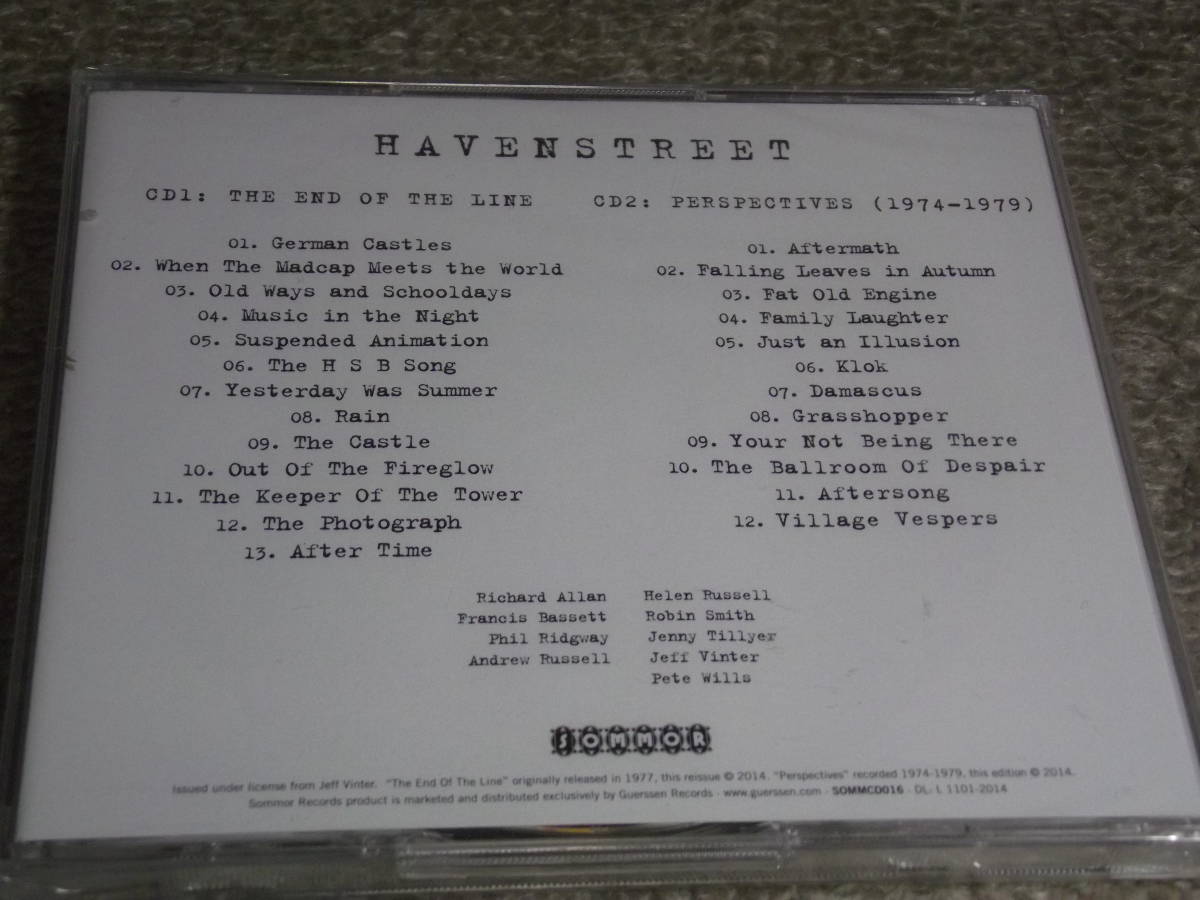 HAVENSTREET
CD1: THE END OF THE LINE
01. German Castles
02. When The Madcap Meets the World
03. Old Ways and Schooldays
04. Music in the Night
05. Suspended Animation
06. The H S B Song
07. Yesterday Was Summer
08. Rain
09. The Castle
10. Out Of The Fireglow
11. The Keeper Of The Tower
12. The Photograph
13. After Time
CD2: PERSPECTIVES (1974-1979)
01. Aftermath
02. Falling Leaves in Autumn
03. Fat Old Engine
04. Family Laughter
05. Just an Illusion
06. Klok
07. Damascus
08. Grasshopper
09. Your Not Being There
10. The Ballroom Of Despair
11. Aftersong
12. Village Vespers
Richard Allan
Francis Bassett
Phil Ridgway
Andrew Russell
Helen Russell
Robin Smith
Jenny Tillyer
Jeff Vinter
Pete Wills
SOMMOR
Issued under license from Jeff Vinter. "The End Of The Line" originally released in 1977, this reissue © 2014. "Perspectives" recorded 1974-1979, this edition © 2014.
Sommor Records product is marketed and distributed exclusively by Guerssen Records · www.guerssen.com · SOMMCD016 · DL: L 1101-2014